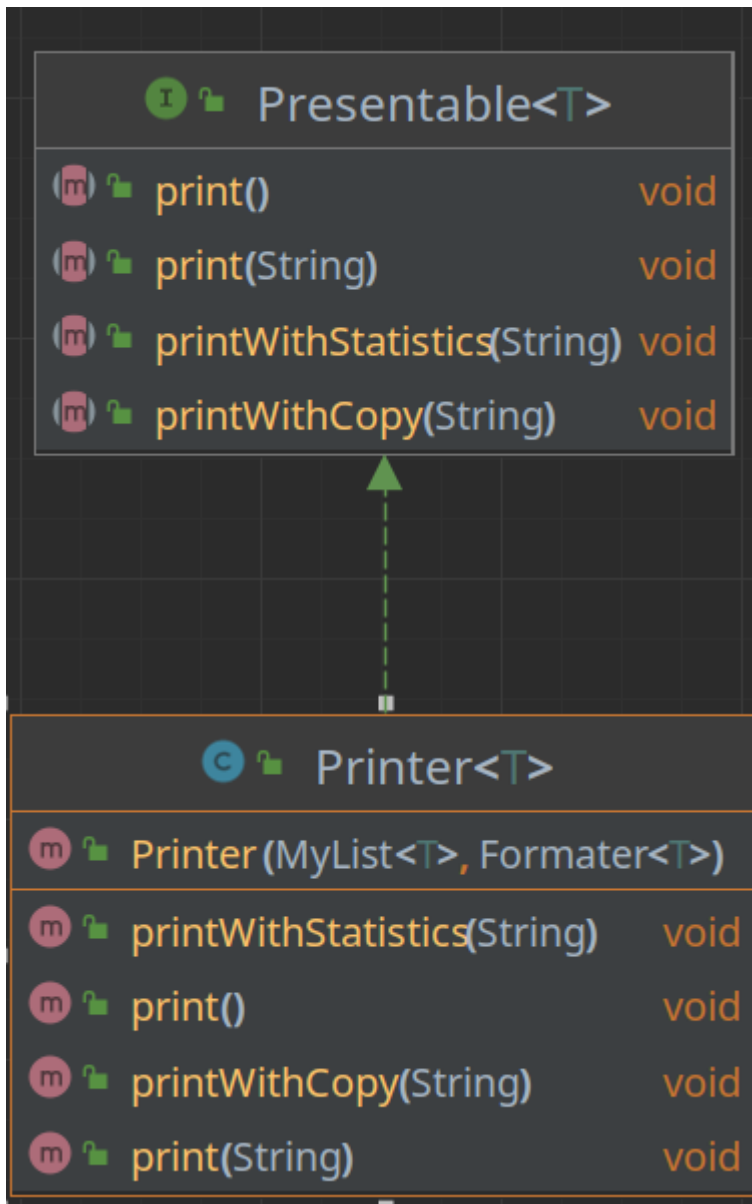 I Presentable<T>
m print() void
m print(String) void
m printWithStatistics(String) void
m printWithCopy(String) void
C Printer<T>
m Printer(MyList<T>, Formater<T>)
m printWithStatistics(String) void
m print() void
m printWithCopy(String) void
m print(String) void